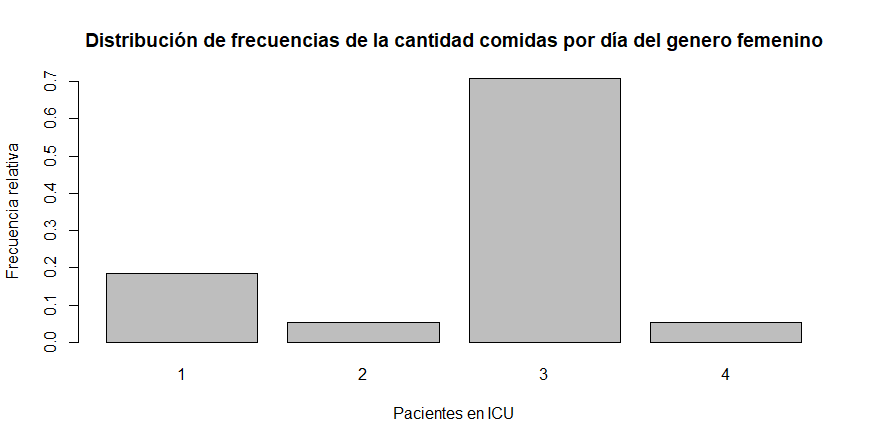 Distribución de frecuencias de la cantidad comidas por día del genero femenino
Frecuencia relativa
0.7
0.6
0.5
0.4
0.3
0.2
0.1
0.0
1 2 3 4
Pacientes en ICU